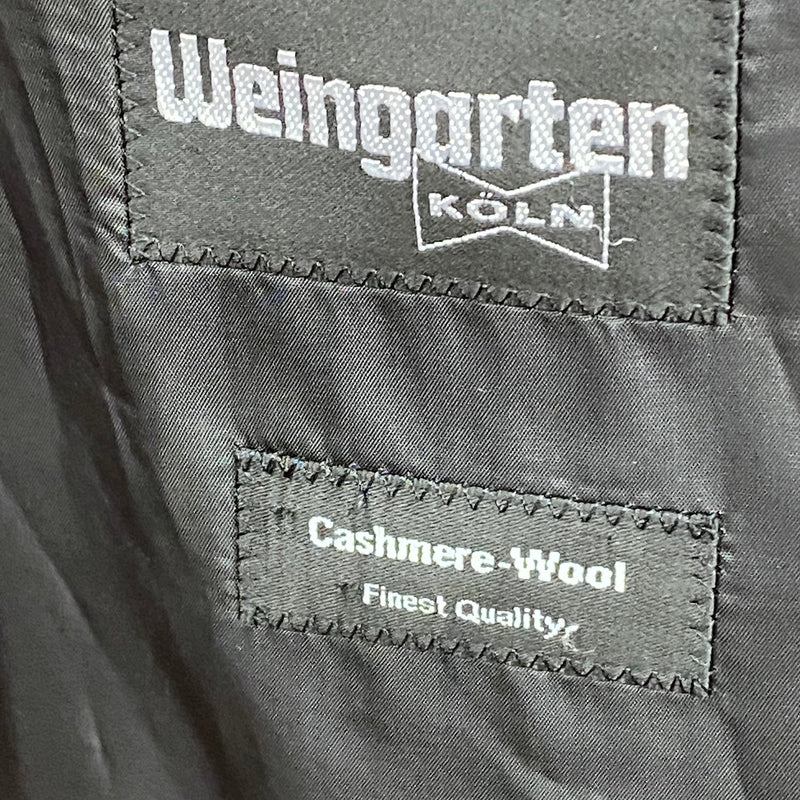 Weingarten
KÖLN
Cashmere-Wool
Finest Quality